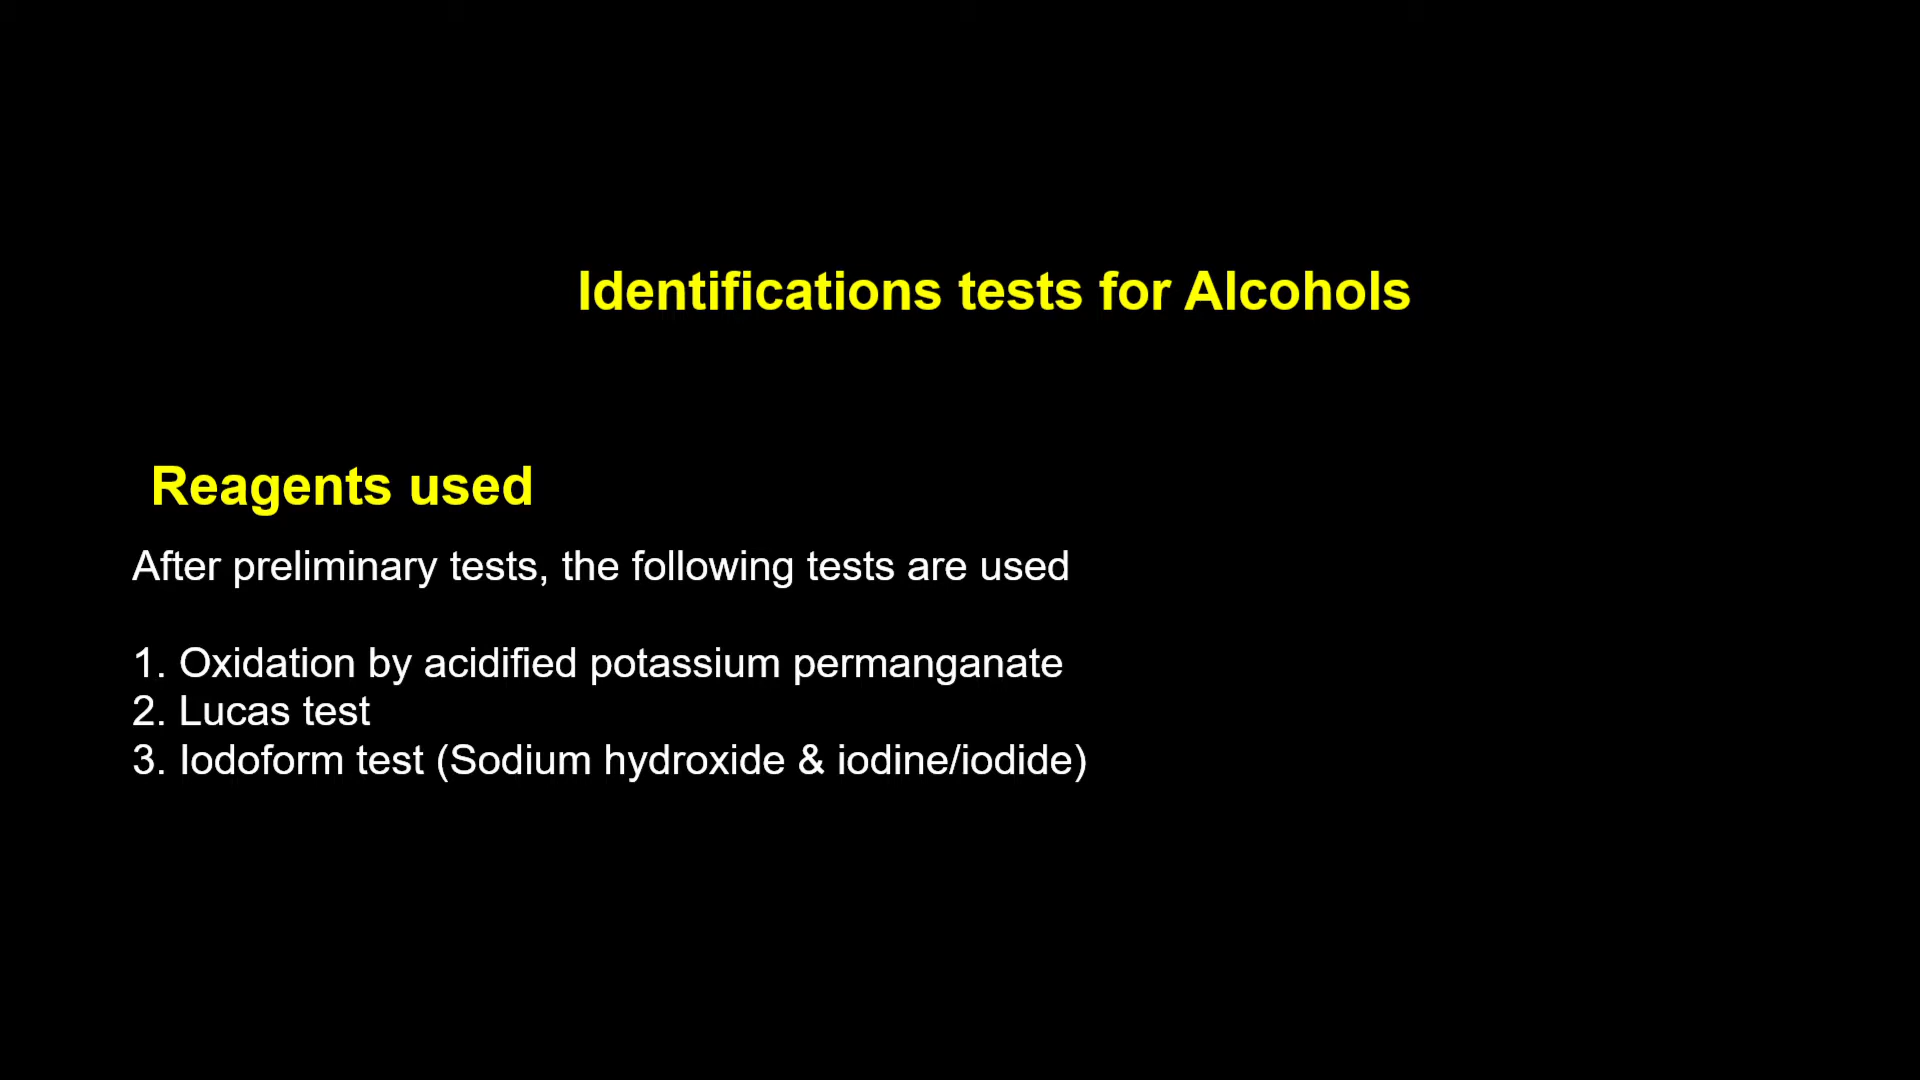 Identifications tests for Alcohols
Reagents used
After preliminary tests, the following tests are used
1. Oxidation by acidified potassium permanganate
2. Lucas test
3. Iodoform test (Sodium hydroxide & iodine/iodide)